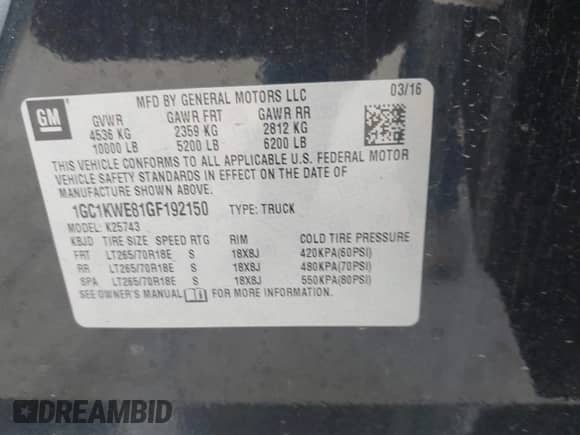 GM
MFD BY GENERAL MOTORS LLC 03/16
GVWR GAWR FRT GAWR RR
4536 KG 2359 KG 2812 KG
10000 LB 5200 LB 6200 LB
THIS VEHICLE CONFORMS TO ALL APPLICABLE U.S. FEDERAL MOTOR
VEHICLE SAFETY STANDARDS IN EFFECT ON THE DATE OF
MANUFACTURE SHOWN ABOVE.
1GC1KWE81GF192150 TYPE: TRUCK
MODEL: K25743
KBJD TIRE SIZE SPEED RTG RIM COLD TIRE PRESSURE
FRT LT265/70R18E S 18X8J 420KPA(60PSI)
RR LT265/70R18E S 18X8J 480KPA(70PSI)
SPA LT265/70R18E S 18X8J 550KPA(80PSI)
SEE OWNER'S MANUAL FOR MORE INFORMATION.
DREAMBID